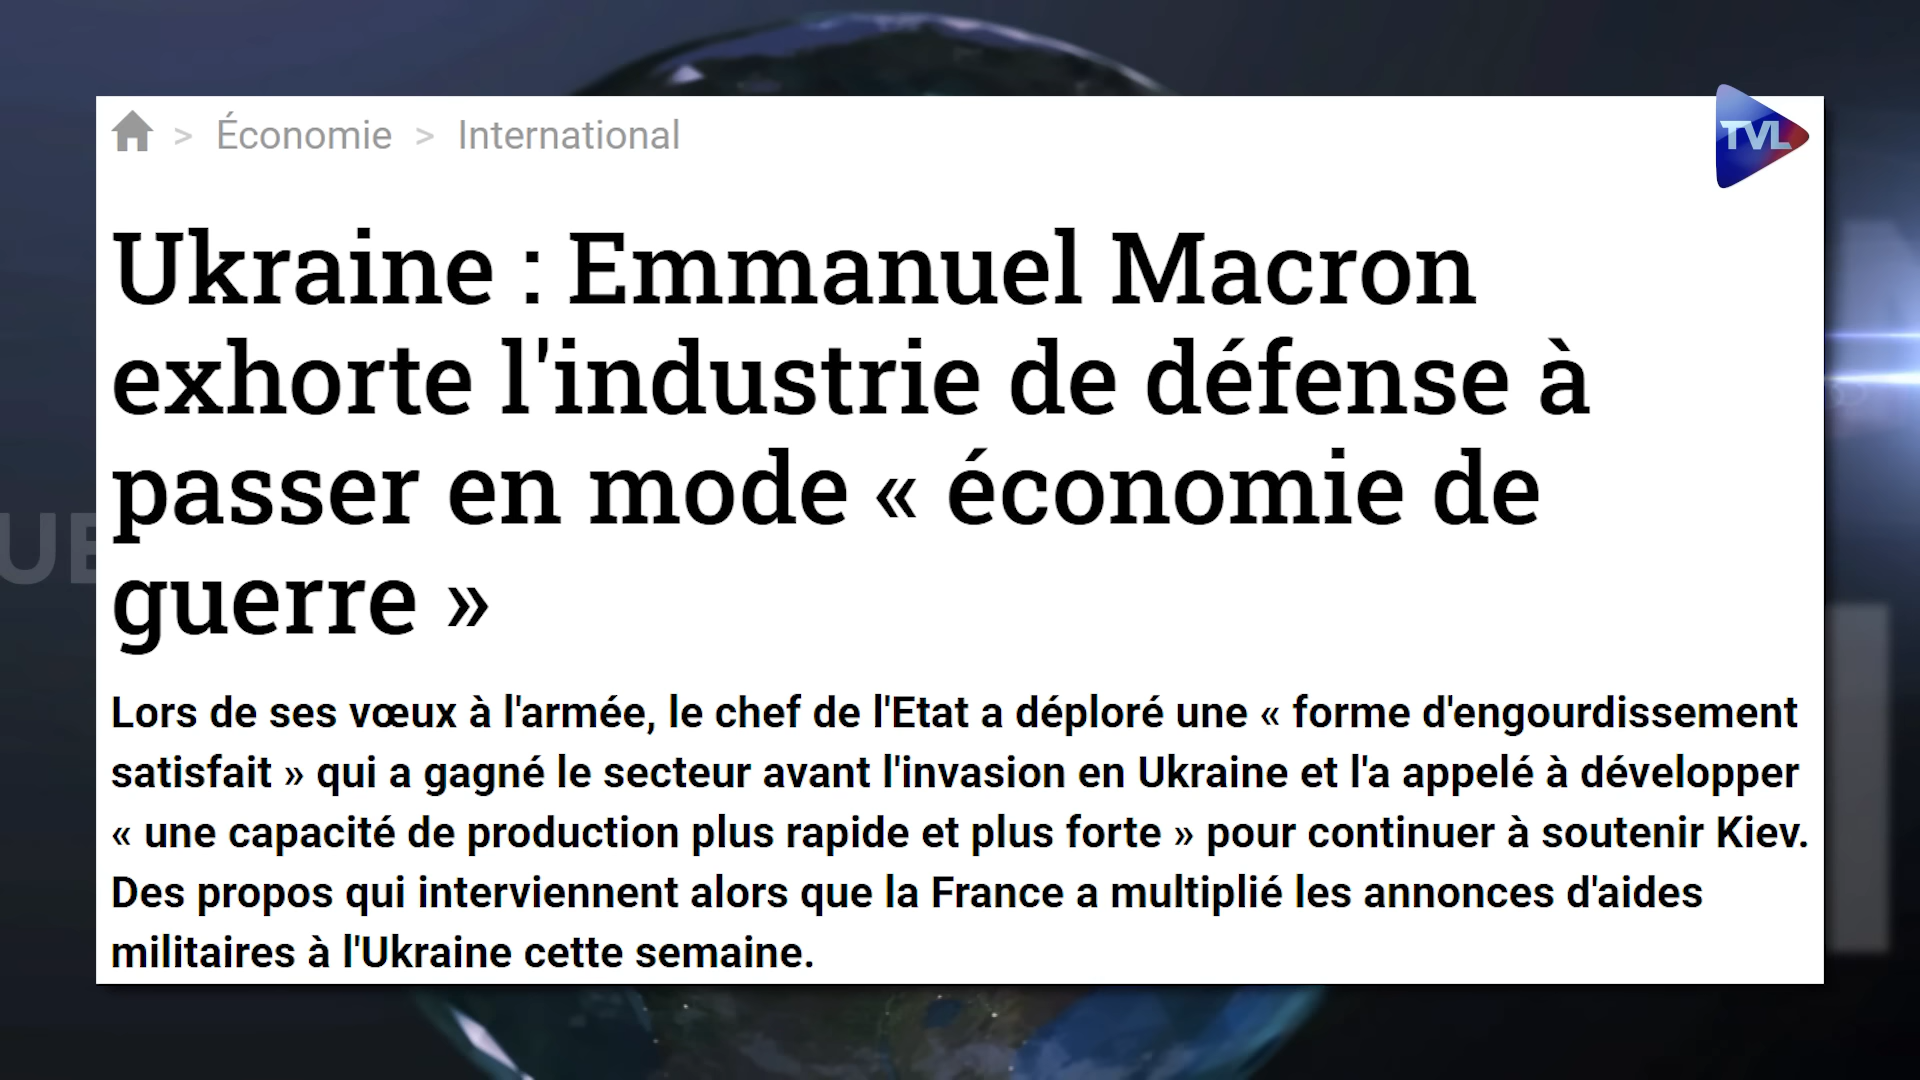 Économie > International
TVL
Ukraine : Emmanuel Macron
exhorte l'industrie de défense à
passer en mode « économie de
guerre »
Lors de ses vœux à l'armée, le chef de l'Etat a déploré une « forme d'engourdissement
satisfait » qui a gagné le secteur avant l'invasion en Ukraine et l'a appelé à développer
« une capacité de production plus rapide et plus forte » pour continuer à soutenir Kiev.
Des propos qui interviennent alors que la France a multiplié les annonces d'aides
militaires à l'Ukraine cette semaine.